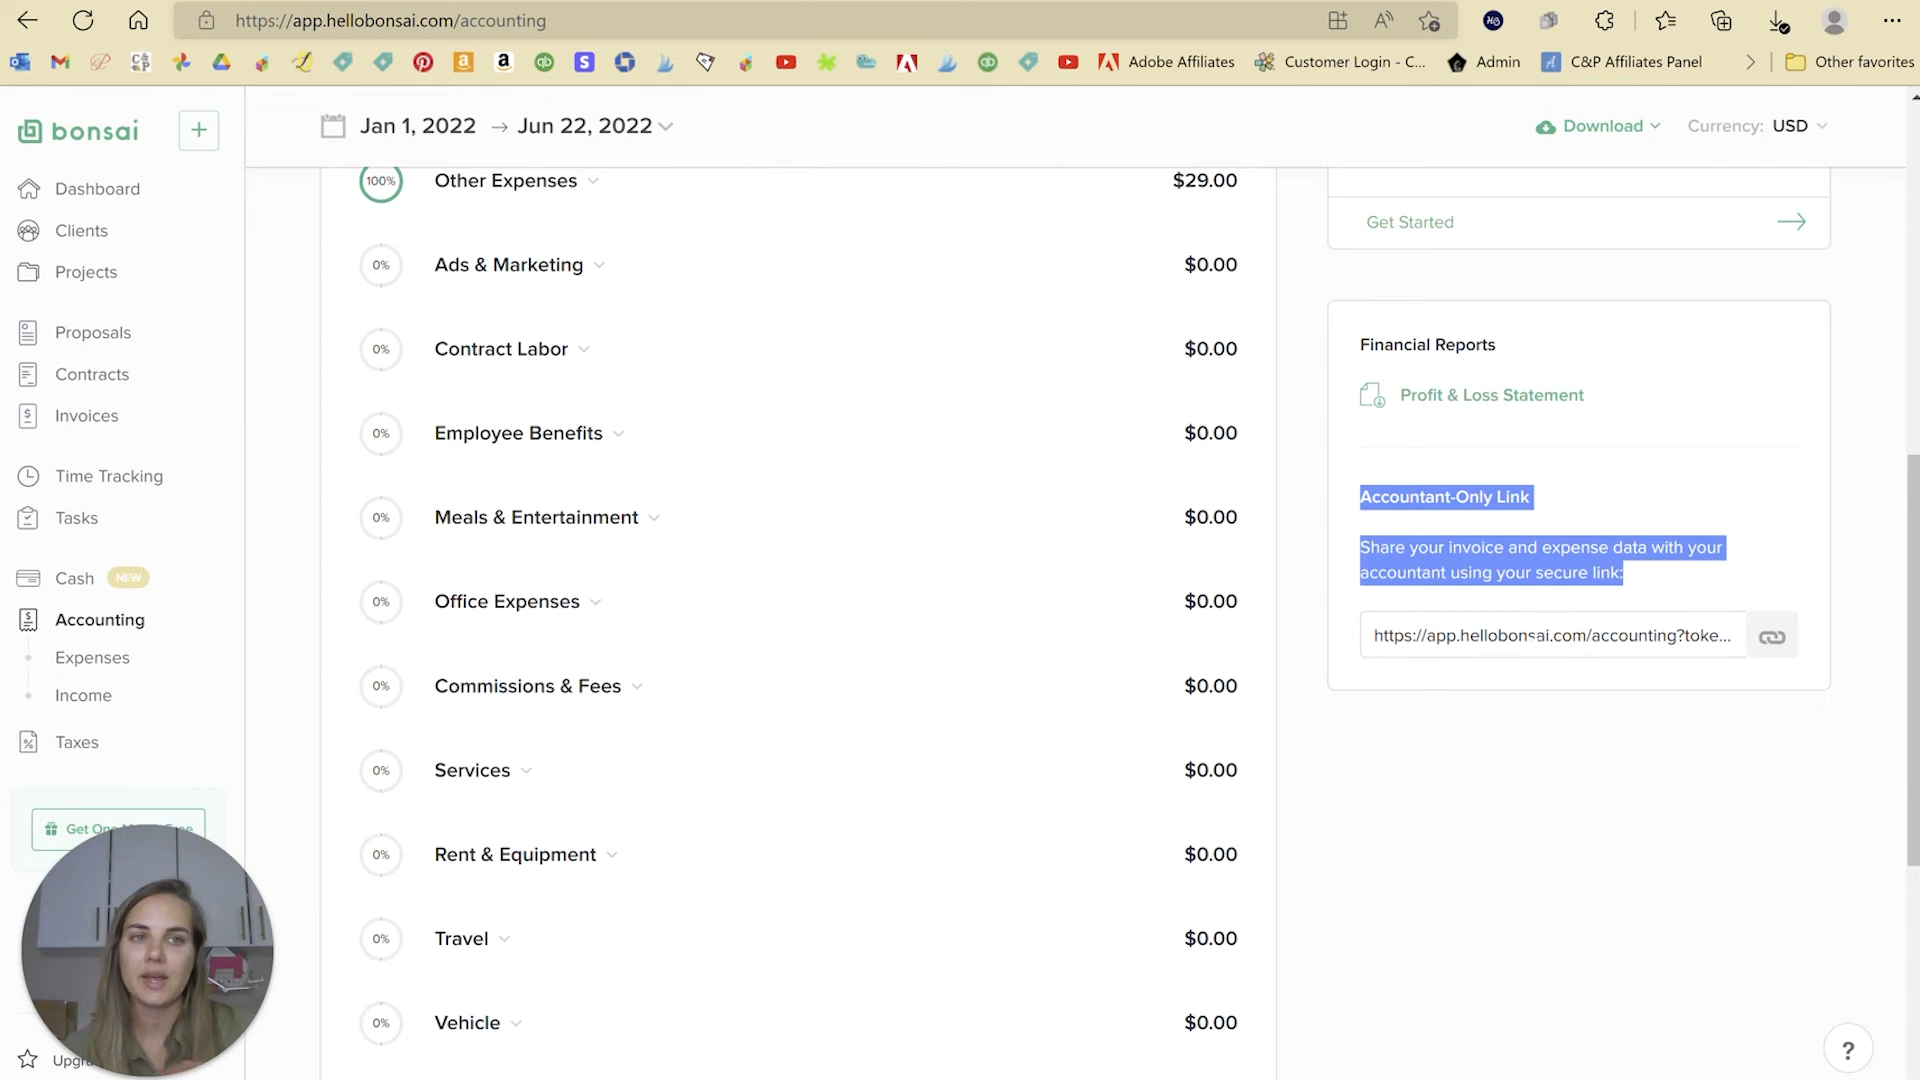 https://app.hellobonsai.com/accounting
Adobe Affiliates
Customer Login - C...
Admin
C&P Affiliates Panel
Other favorites
bonsai
+
Jan 1, 2022 → Jun 22, 2022
Download
Currency: USD
Dashboard
Clients
Projects
Proposals
Contracts
Invoices
Time Tracking
Tasks
Cash NEW
Accounting
Expenses
Income
Taxes
100% Other Expenses $29.00
0% Ads & Marketing $0.00
0% Contract Labor $0.00
0% Employee Benefits $0.00
0% Meals & Entertainment $0.00
0% Office Expenses $0.00
0% Commissions & Fees $0.00
0% Services $0.00
0% Rent & Equipment $0.00
0% Travel $0.00
0% Vehicle $0.00
Get Started
Financial Reports
Profit & Loss Statement
Accountant-Only Link
Share your invoice and expense data with your
accountant using your secure link:
https://app.hellobonsai.com/accounting?toke...
?